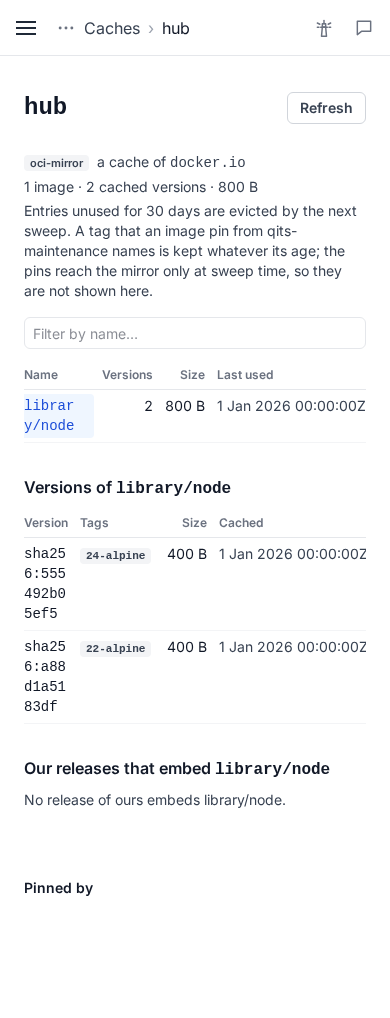 ··· Caches › hub
hub
Refresh
oci-mirror a cache of docker.io
1 image · 2 cached versions · 800 B
Entries unused for 30 days are evicted by the next
sweep. A tag that an image pin from qits-
maintenance names is kept whatever its age; the
pins reach the mirror only at sweep time, so they
are not shown here.
Filter by name...
Name Versions Size Last used
librar 2 800 B 1 Jan 2026 00:00:00Z
y/node
Versions of library/node
Version Tags Size Cached
sha25 24-alpine 400 B 1 Jan 2026 00:00:00Z
6:555
492b0
5ef5
sha25 22-alpine 400 B 1 Jan 2026 00:00:00Z
6:a88
d1a51
83df
Our releases that embed library/node
No release of ours embeds library/node.
Pinned by